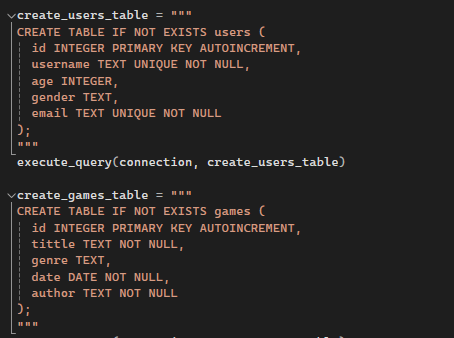 create_users_table = """
CREATE TABLE IF NOT EXISTS users (
id INTEGER PRIMARY KEY AUTOINCREMENT,
username TEXT UNIQUE NOT NULL,
age INTEGER,
gender TEXT,
email TEXT UNIQUE NOT NULL
);
"""
execute_query(connection, create_users_table)
create_games_table = """
CREATE TABLE IF NOT EXISTS games (
id INTEGER PRIMARY KEY AUTOINCREMENT,
tittle TEXT NOT NULL,
genre TEXT,
date DATE NOT NULL,
author TEXT NOT NULL
);
"""